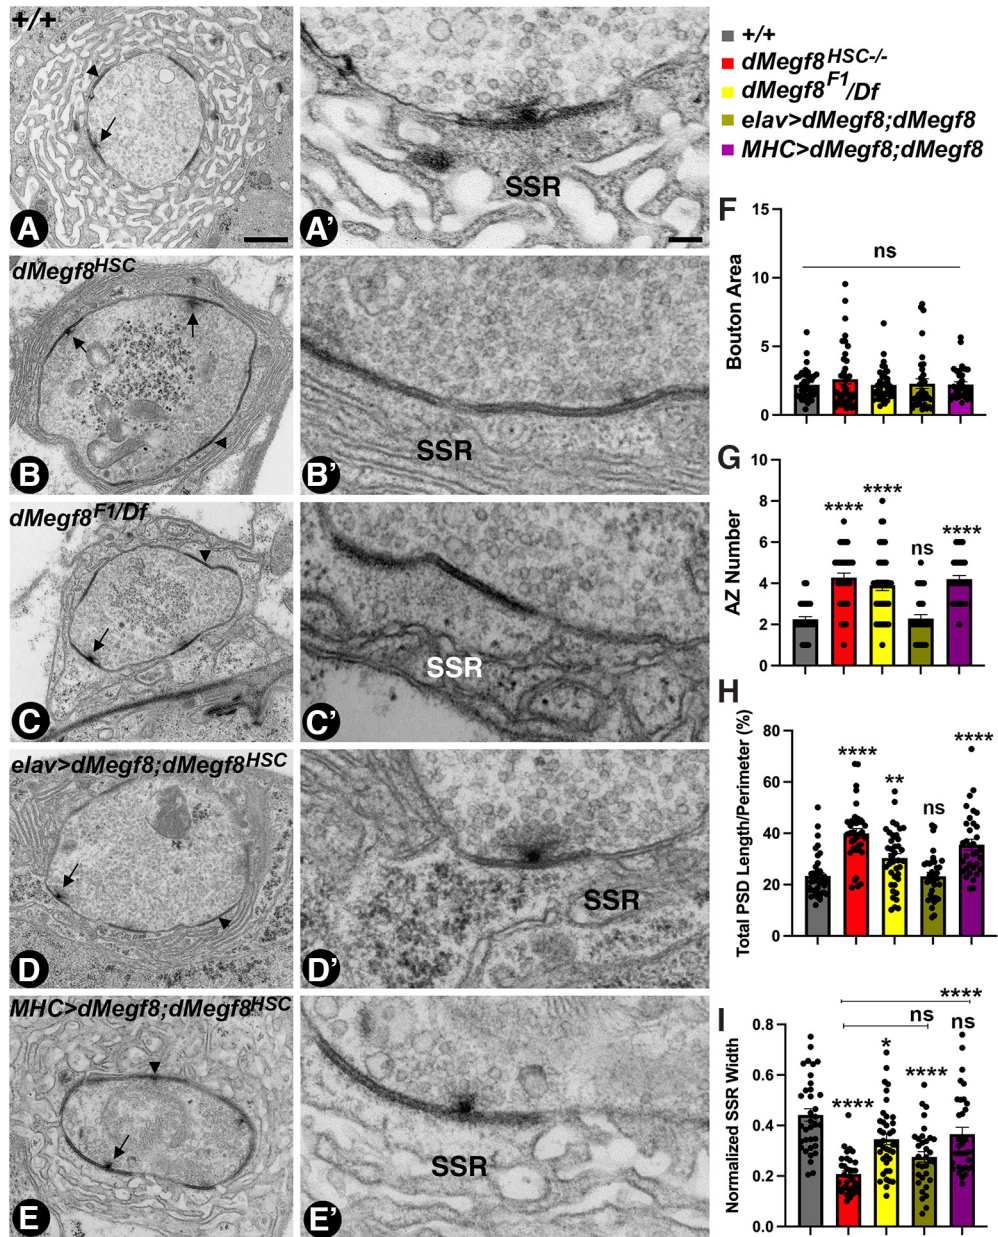 +/+
A
SSR
A'
dMegf8HSC
B
SSR
B'
dMegf8F1/Df
C
SSR
C'
elav>dMegf8;dMegf8HSC
D
SSR
D'
MHC>dMegf8;dMegf8HSC
E
SSR
E'
+/+
dMegf8HSC-/-
dMegf8F1/Df
elav>dMegf8;dMegf8
MHC>dMegf8;dMegf8
F
Bouton Area
15
10
5
0
ns
G
AZ Number
10
8
6
4
2
0
****
****
ns
****
H
Total PSD Length/Perimeter (%)
80
60
40
20
0
****
**
ns
****
I
Normalized SSR Width
0.8
0.6
0.4
0.2
0.0
****
ns
ns
*
****
****